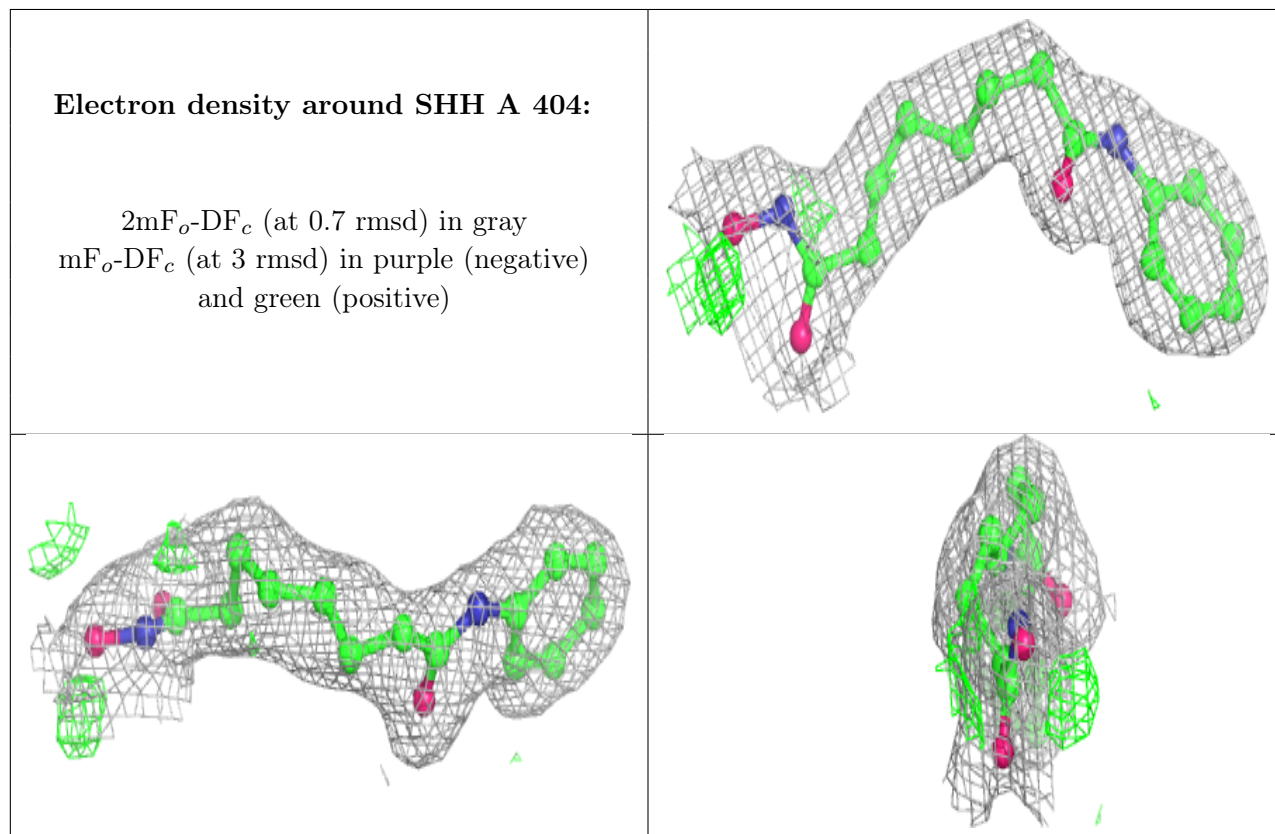 Electron density around SHH A 404:
2mFo-DFc (at 0.7 rmsd) in gray
mFo-DFc (at 3 rmsd) in purple (negative)
and green (positive)